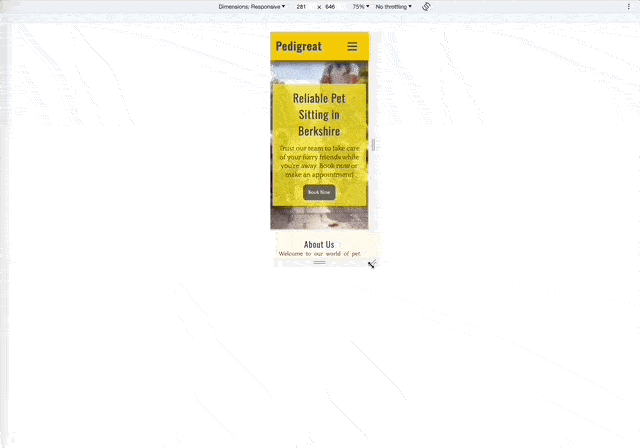 Dimensions: Responsive 281 × 646 75% No throttling
Pedigreat
Reliable Pet
Sitting in
Berkshire
Trust our team to take care
of your furry friends while
you're away. Book now or
make an appointment!
Book Now
About Us
Welcome to our world of pet